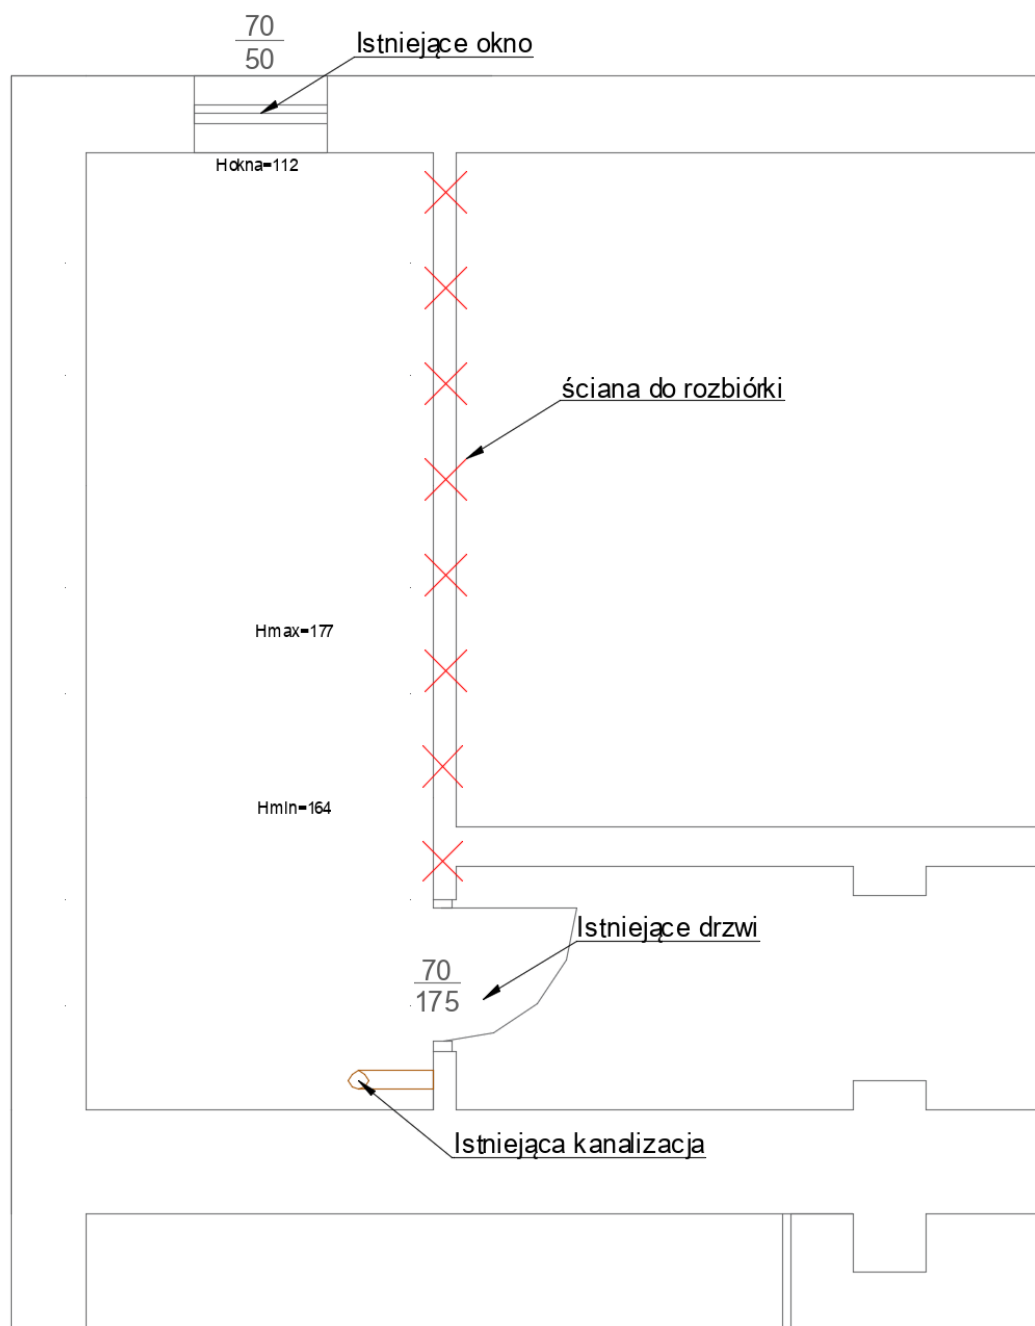 70
50
Istniejące okno
Hokna=112
ściana do rozbiórki
Hmax=177
Hmin=164
Istniejące drzwi
70
175
Istniejąca kanalizacja